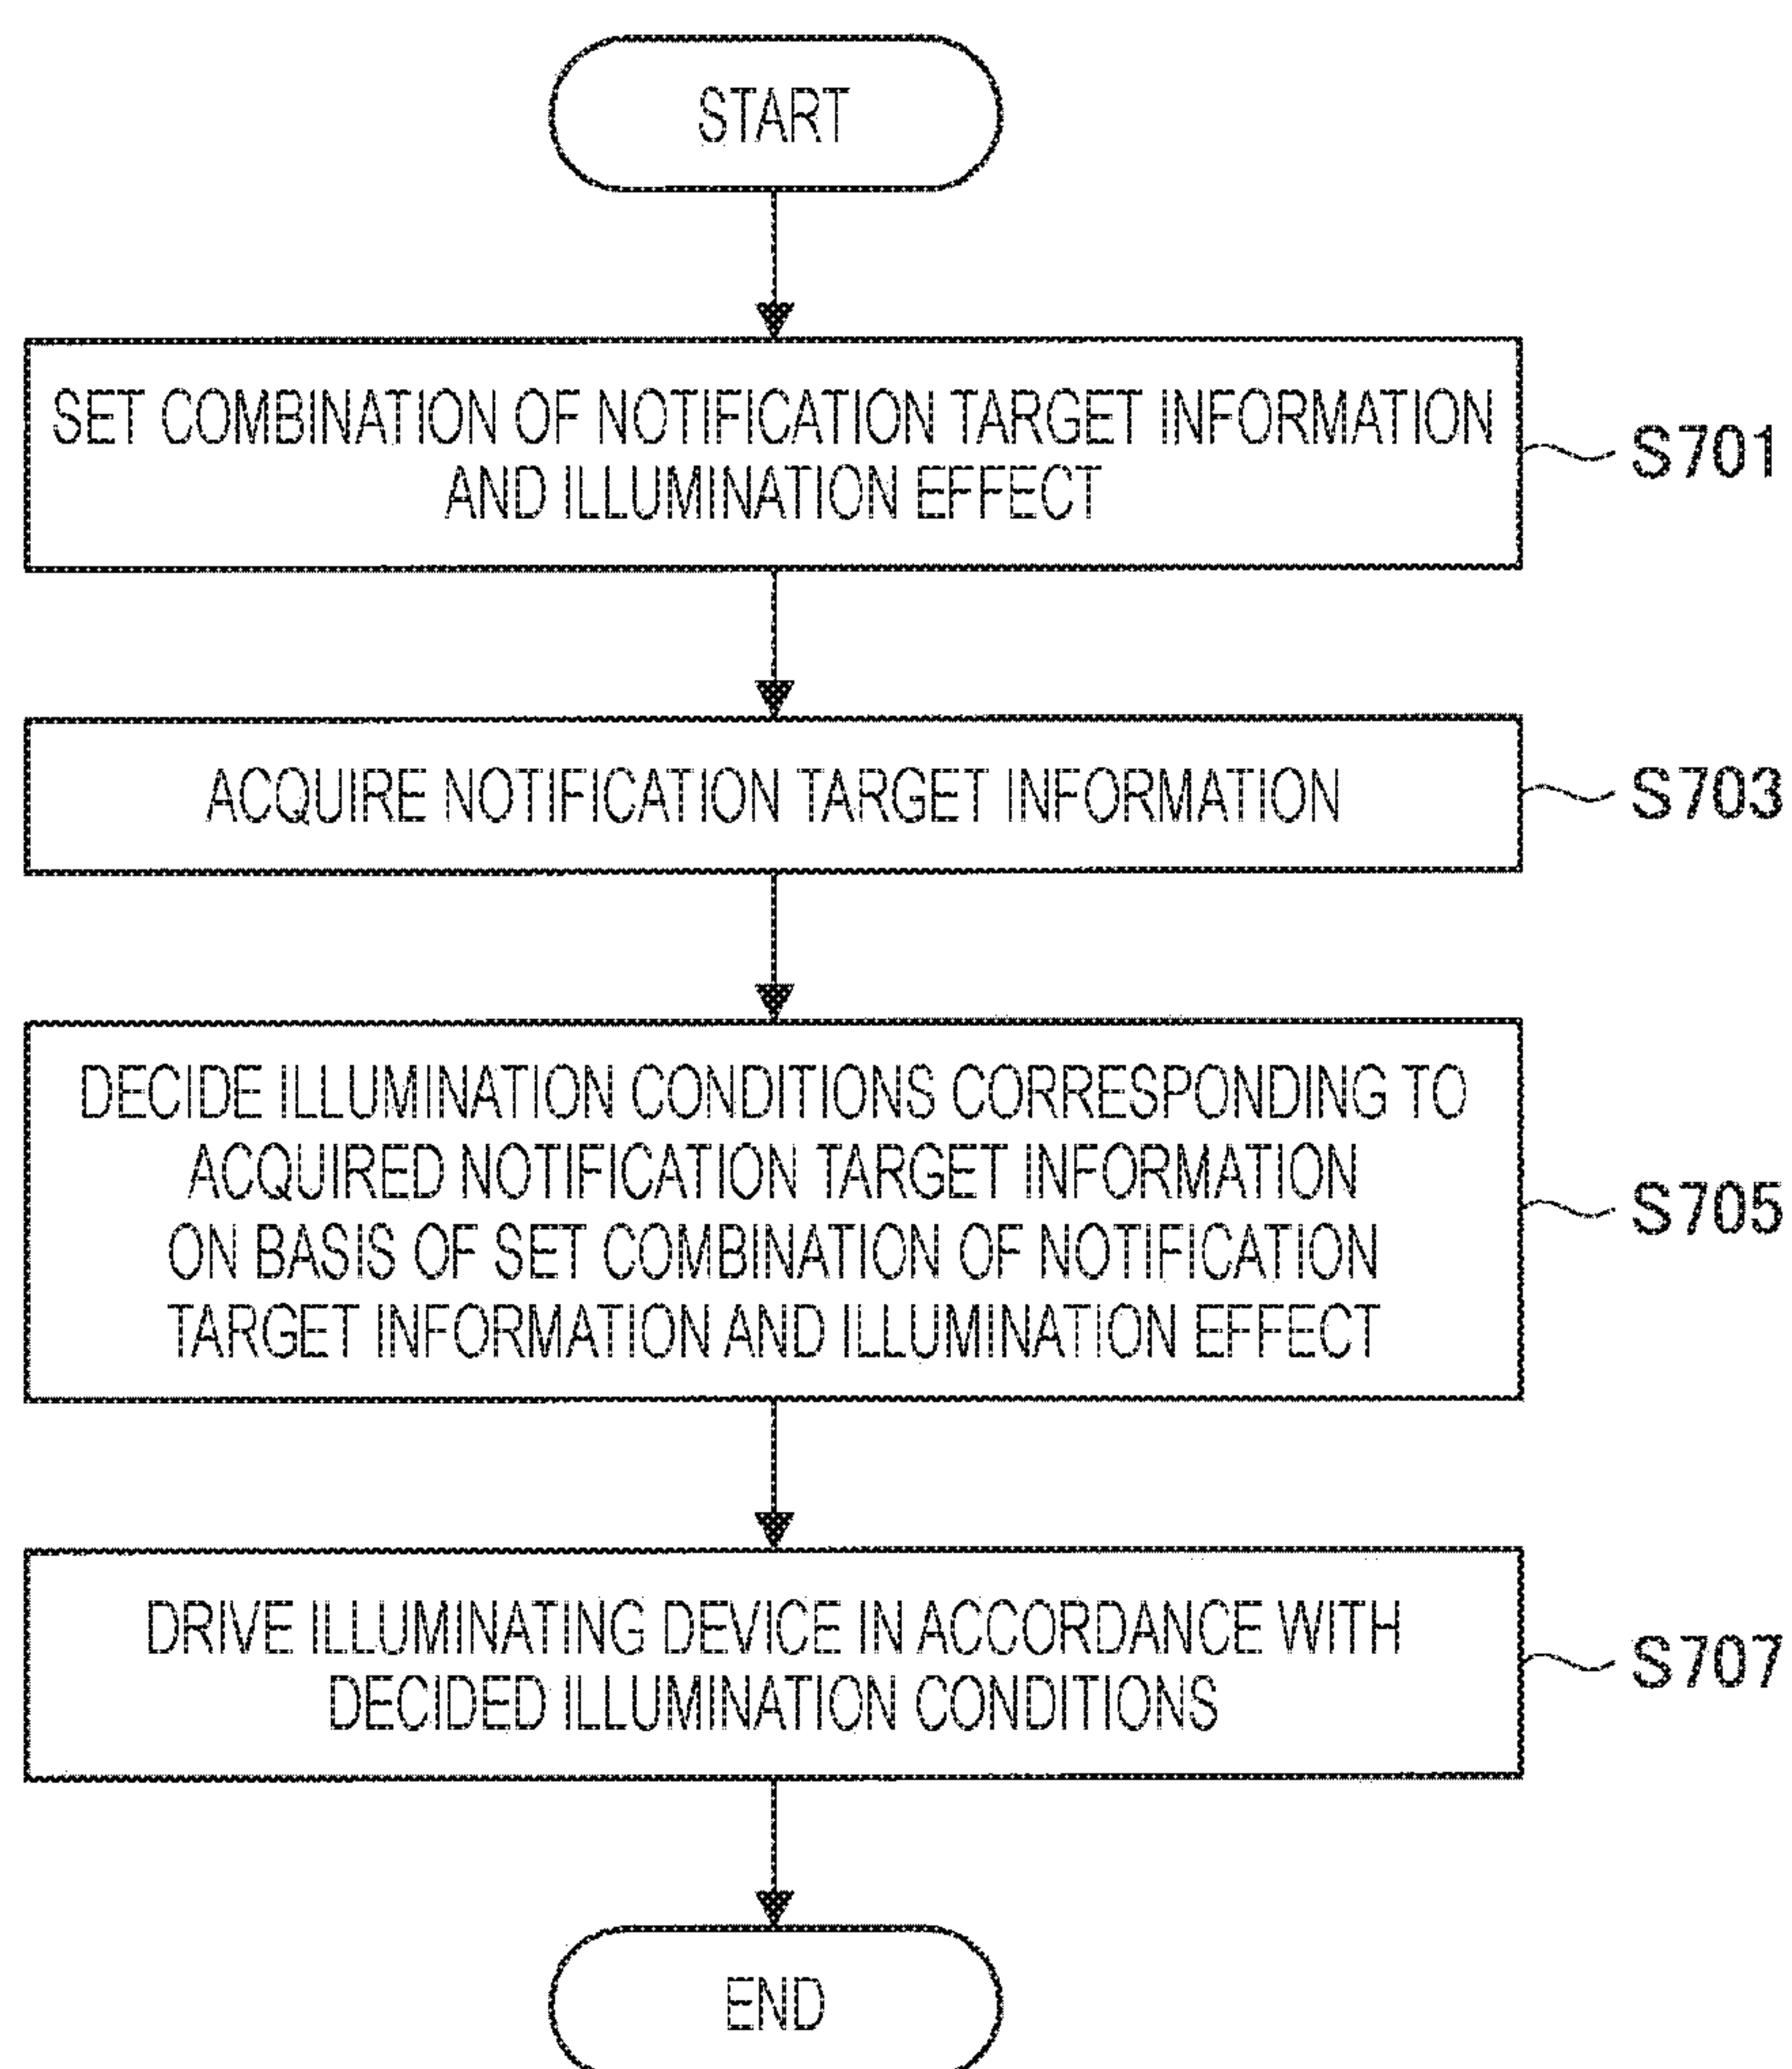 START
SET COMBINATION OF NOTIFICATION TARGET INFORMATION
AND ILLUMINATION EFFECT
S701
ACQUIRE NOTIFICATION TARGET INFORMATION
S703
DECIDE ILLUMINATION CONDITIONS CORRESPONDING TO
ACQUIRED NOTIFICATION TARGET INFORMATION
ON BASIS OF SET COMBINATION OF NOTIFICATION
TARGET INFORMATION AND ILLUMINATION EFFECT
S705
DRIVE ILLUMINATING DEVICE IN ACCORDANCE WITH
DECIDED ILLUMINATION CONDITIONS
S707
END